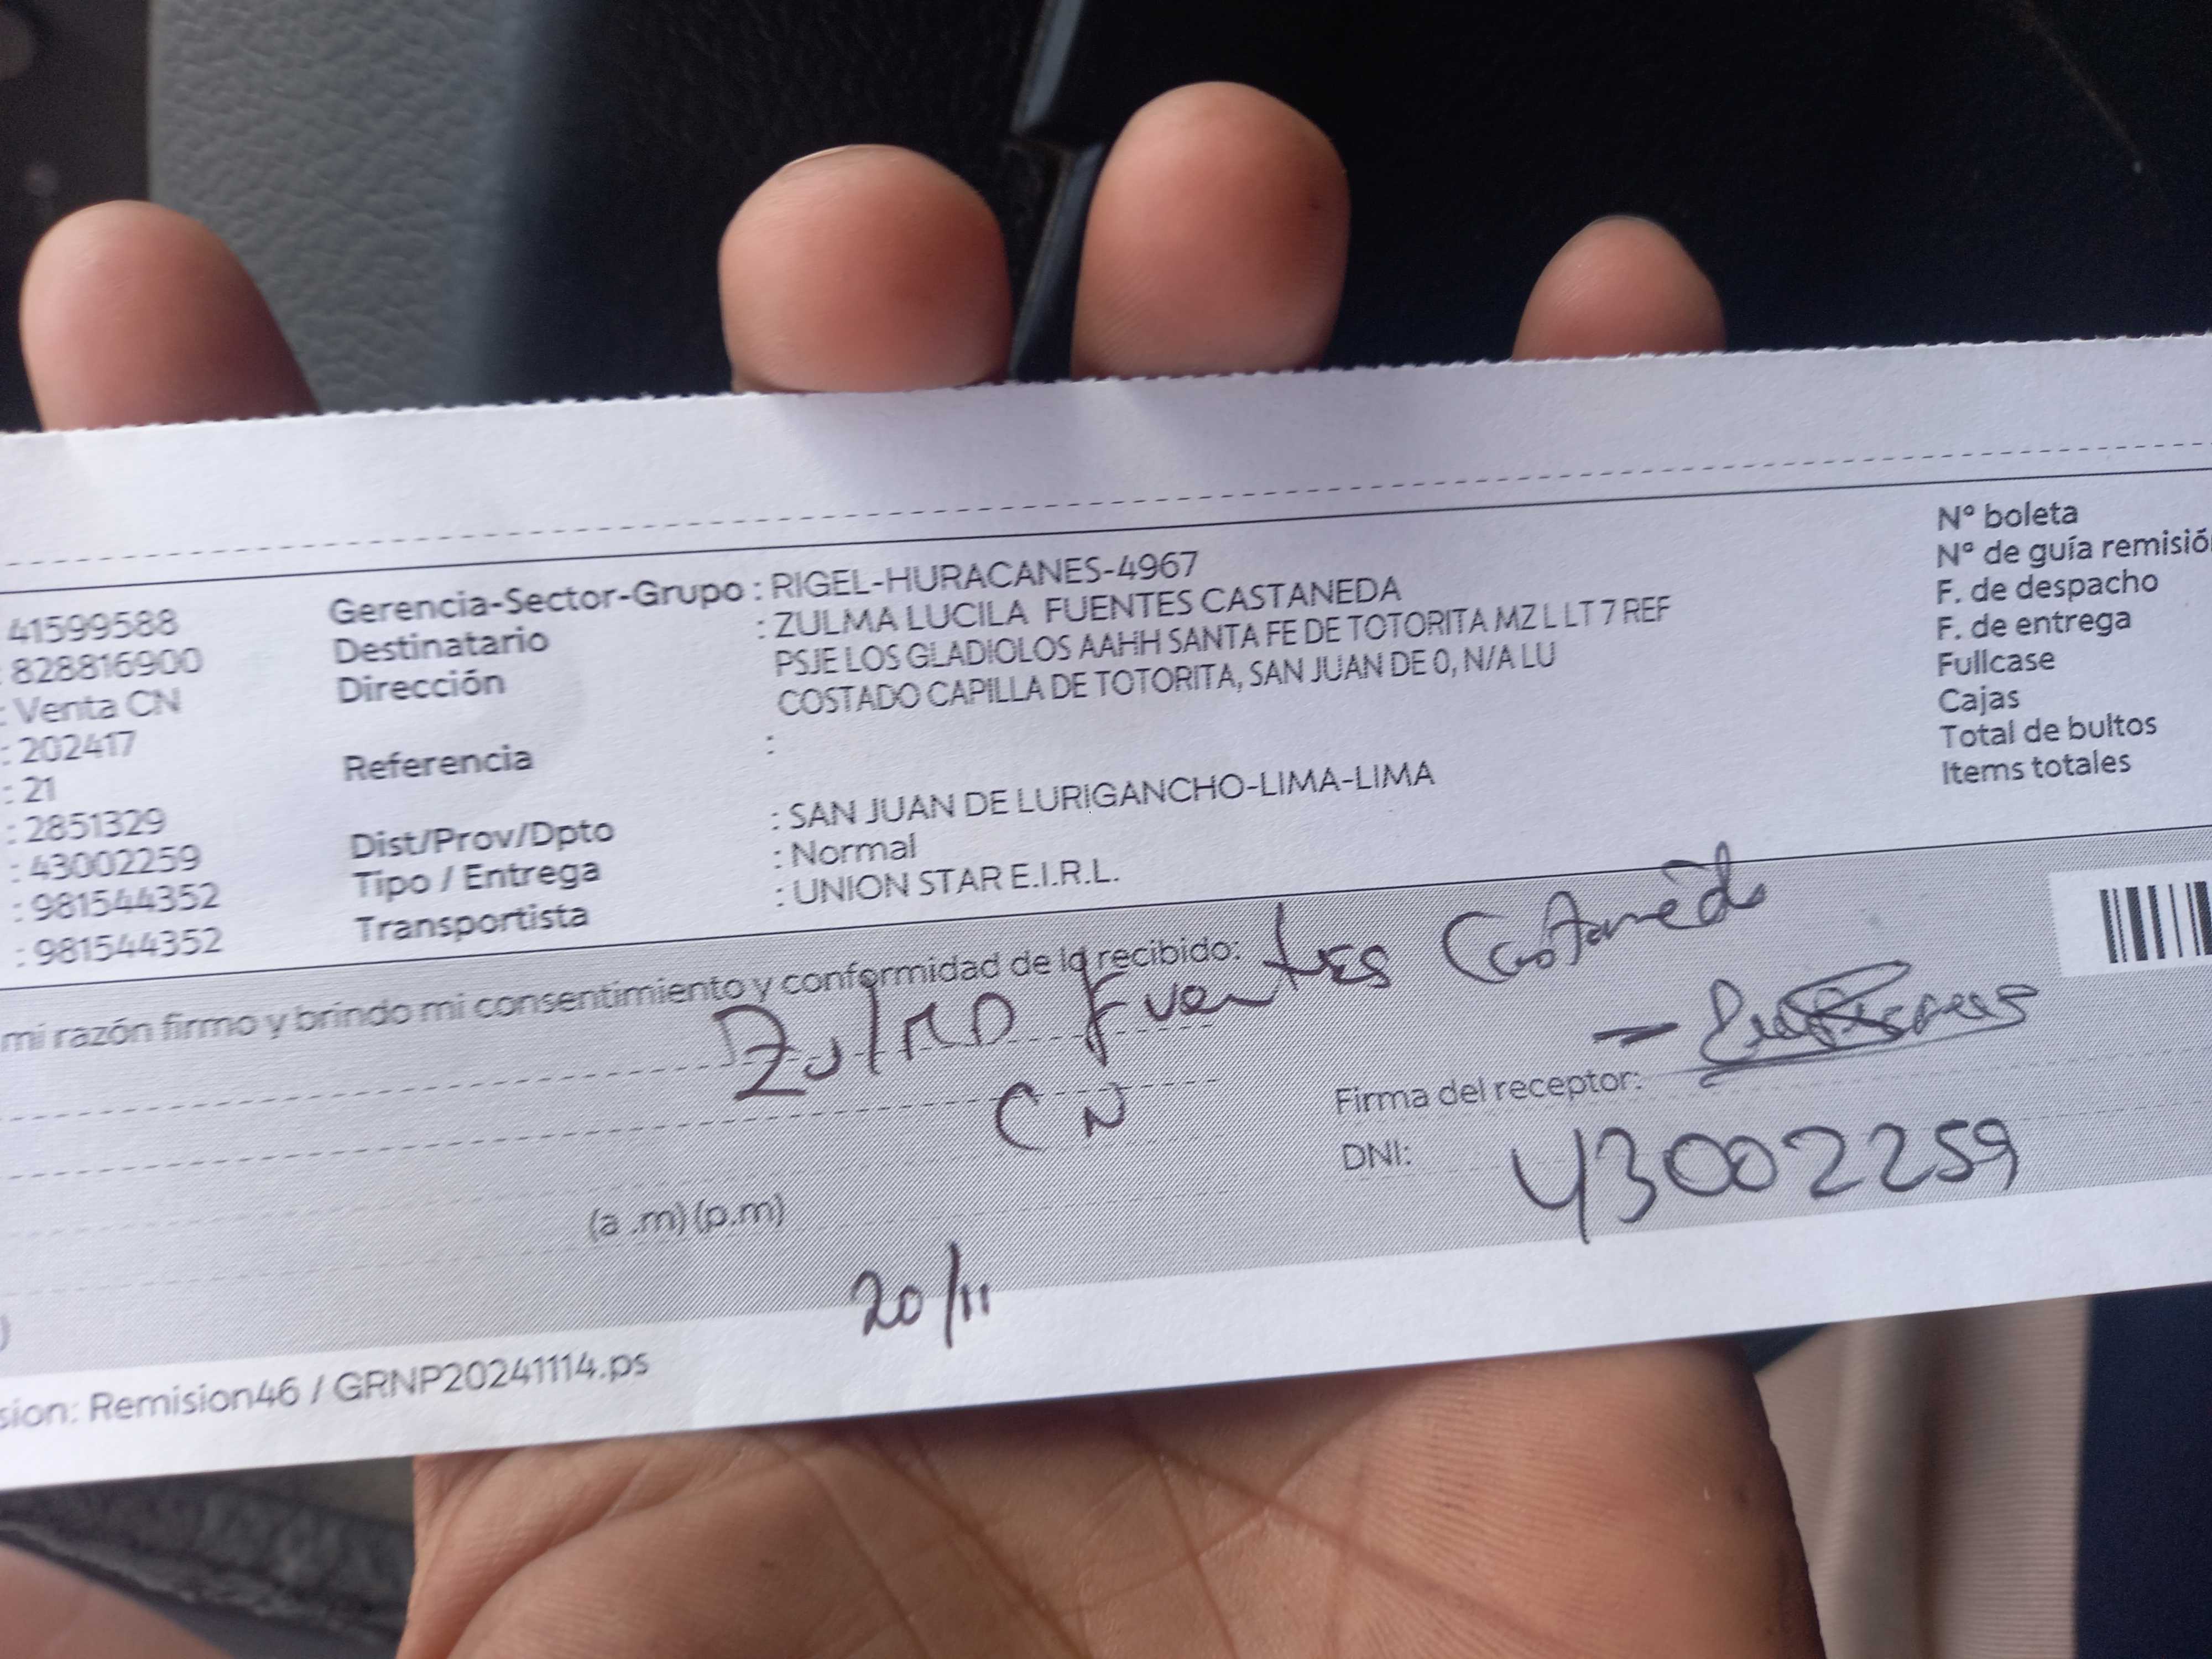 : 41599588
: 828816900
: Venta CN
: 202417
: 21
: 2851329
: 43002259
: 981544352
: 981544352
Gerencia-Sector-Grupo : RIGEL-HURACANES-4967
Destinatario : ZULMA LUCILA FUENTES CASTANEDA
Dirección PSJE LOS GLADIOLOS AAHH SANTA FE DE TOTORITA MZ L LT 7 REF
COSTADO CAPILLA DE TOTORITA, SAN JUAN DE 0, N/A LU
Referencia :
Dist/Prov/Dpto : SAN JUAN DE LURIGANCHO-LIMA-LIMA
Tipo / Entrega : Normal
Transportista : UNION STAR E.I.R.L.
Nº boleta
Nº de guía remisió
F. de despacho
F. de entrega
Fullcase
Cajas
Total de bultos
Items totales
mi razón firmo y brindo mi consentimiento y conformidad de lo recibido:
Zulma Fuentes Castaneda
CN
Firma del receptor:
DNI: 43002259
(a .m) (p.m)
20/11
sion: Remision46 / GRNP20241114.ps